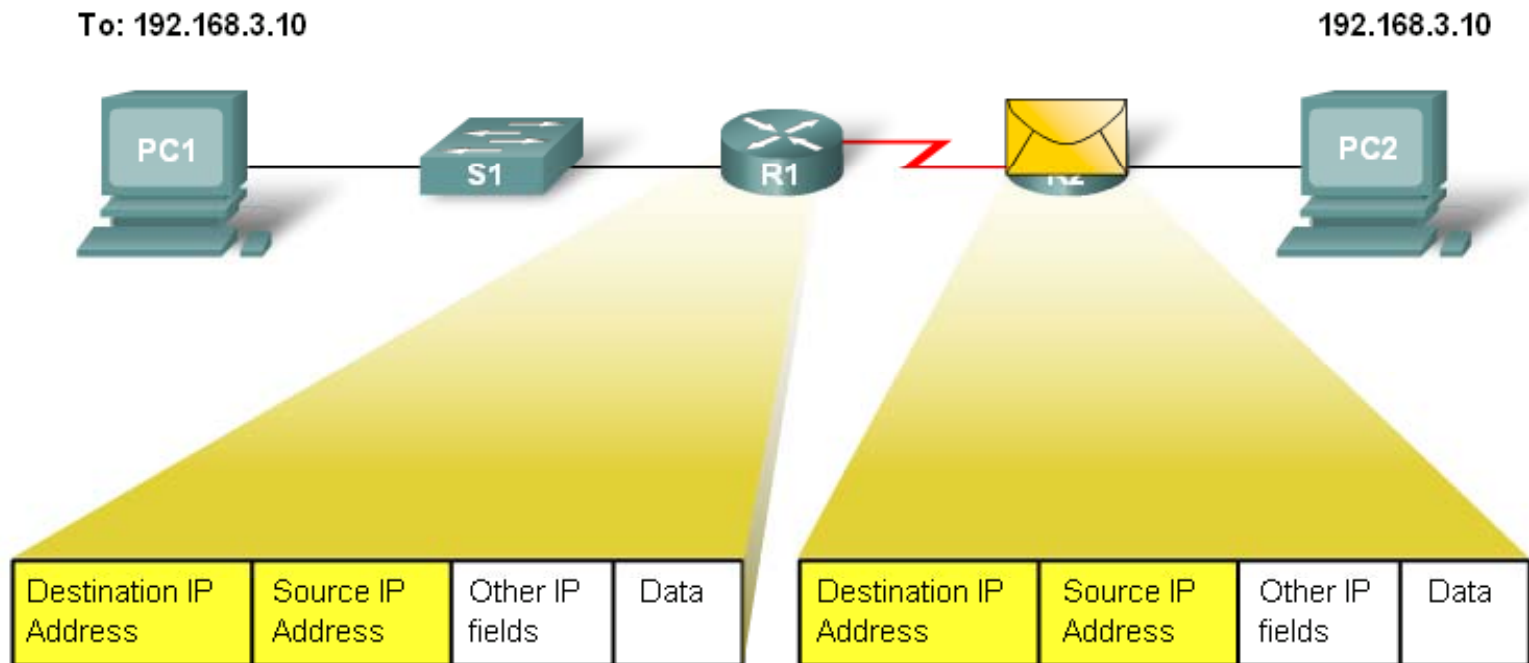 To: 192.168.3.10
192.168.3.10
PC1
S1
R1
R2
PC2
Destination IP Address
Source IP Address
Other IP fields
Data
Destination IP Address
Source IP Address
Other IP fields
Data